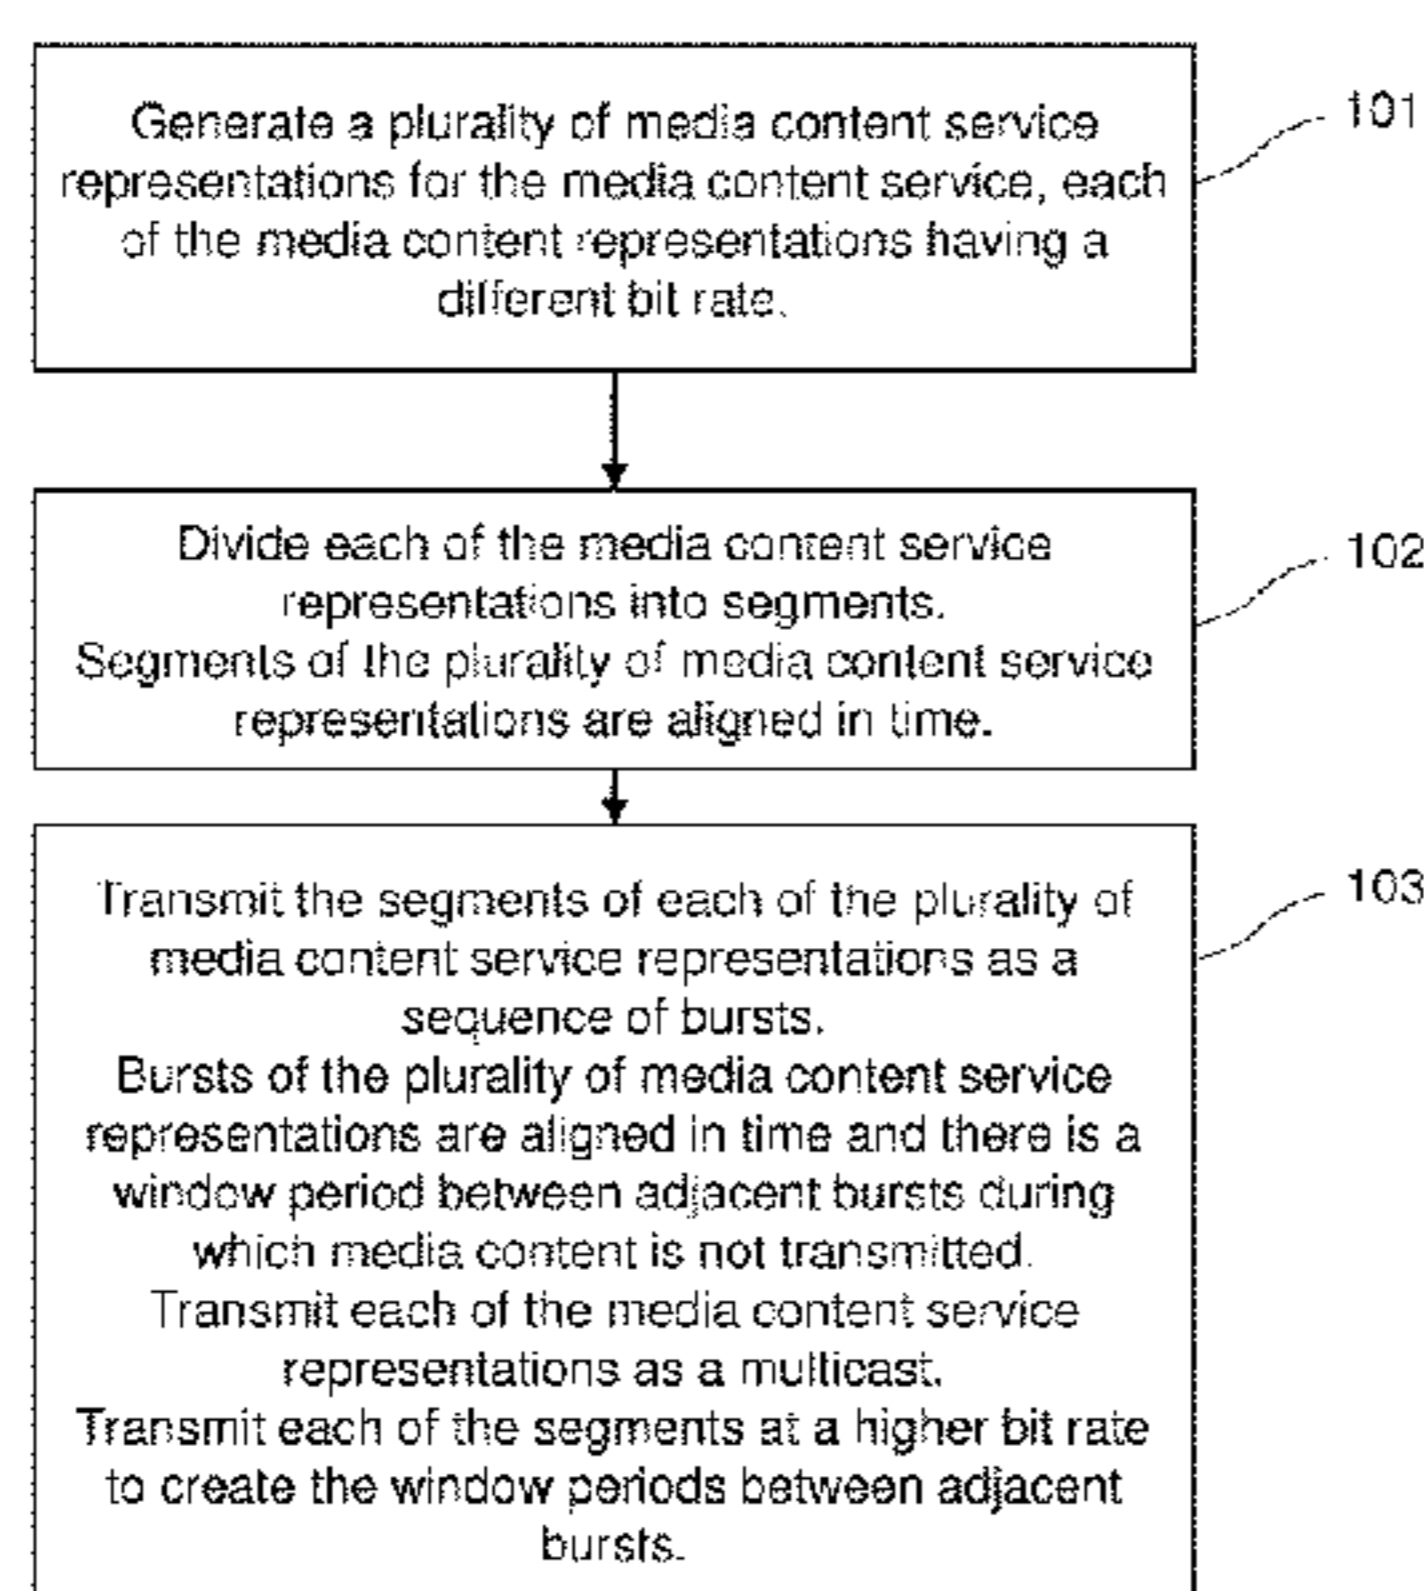 Generate a plurality of media content service
representations for the media content service, each
of the media content representations having a
different bit rate.
101
Divide each of the media content service
representations into segments.
Segments of the plurality of media content service
representations are aligned in time.
102
Transmit the segments of each of the plurality of
media content service representations as a
sequence of bursts.
Bursts of the plurality of media content service
representations are aligned in time and there is a
window period between adjacent bursts during
which media content is not transmitted.
Transmit each of the media content service
representations as a multicast.
Transmit each of the segments at a higher bit rate
to create the window periods between adjacent
bursts.
103